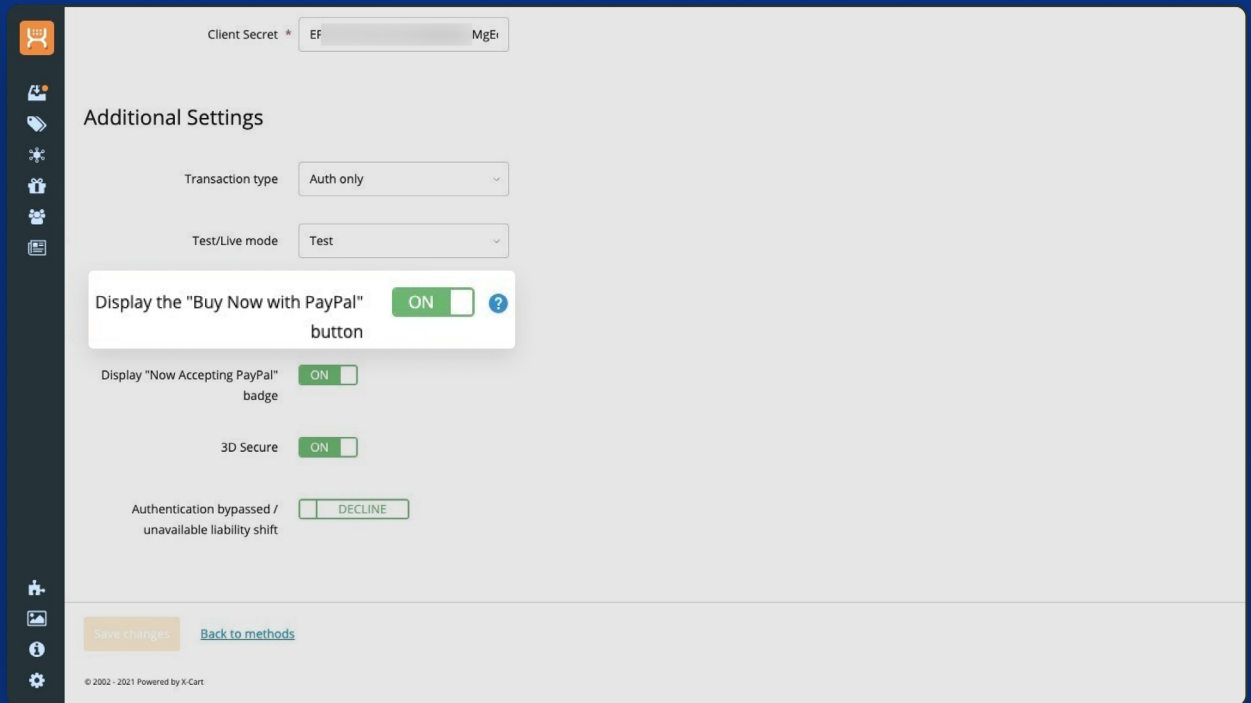 Client Secret *
EF MgE
Additional Settings
Transaction type
Auth only
Test/Live mode
Test
Display the "Buy Now with PayPal"
button
ON
?
Display "Now Accepting PayPal"
badge
ON
3D Secure
ON
Authentication bypassed /
unavailable liability shift
DECLINE
Save changes
Back to methods
© 2002 - 2021 Powered by X-Cart